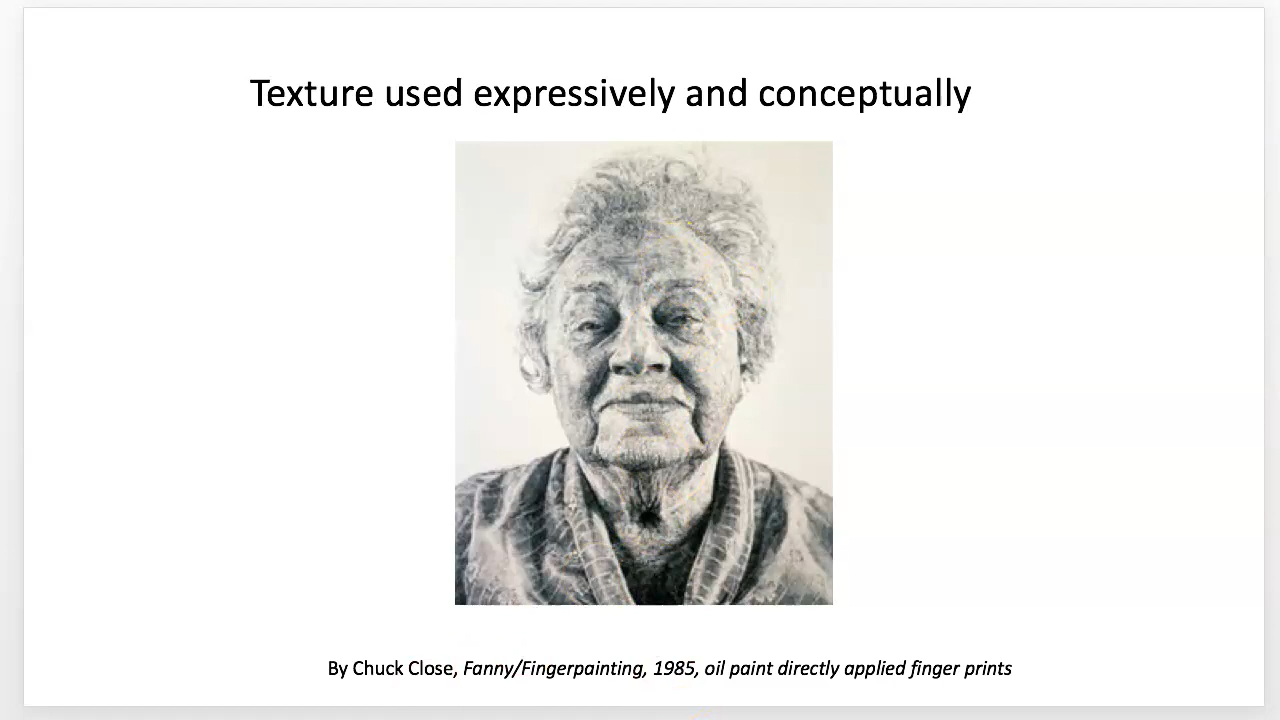 Texture used expressively and conceptually
By Chuck Close, Fanny/Fingerpainting, 1985, oil paint directly applied finger prints